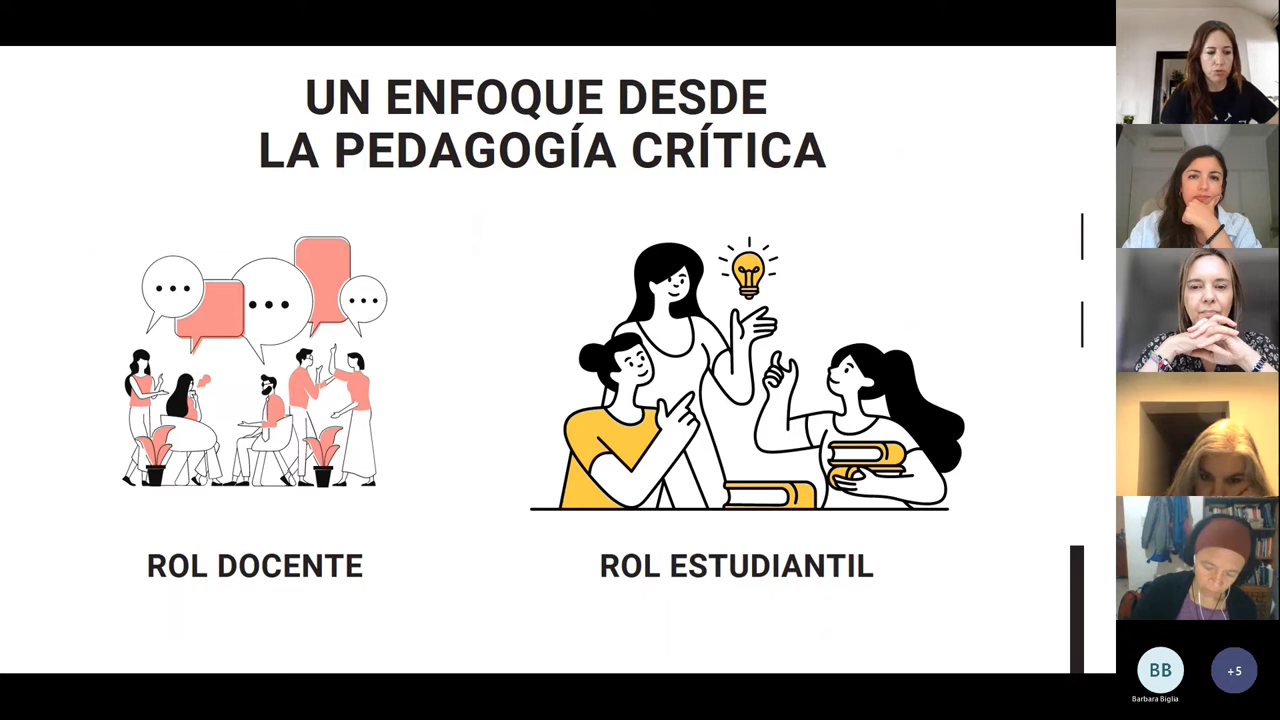 UN ENFOQUE DESDE
LA PEDAGOGÍA CRÍTICA
ROL DOCENTE
ROL ESTUDIANTIL
BB
+5
Barbara Biglia